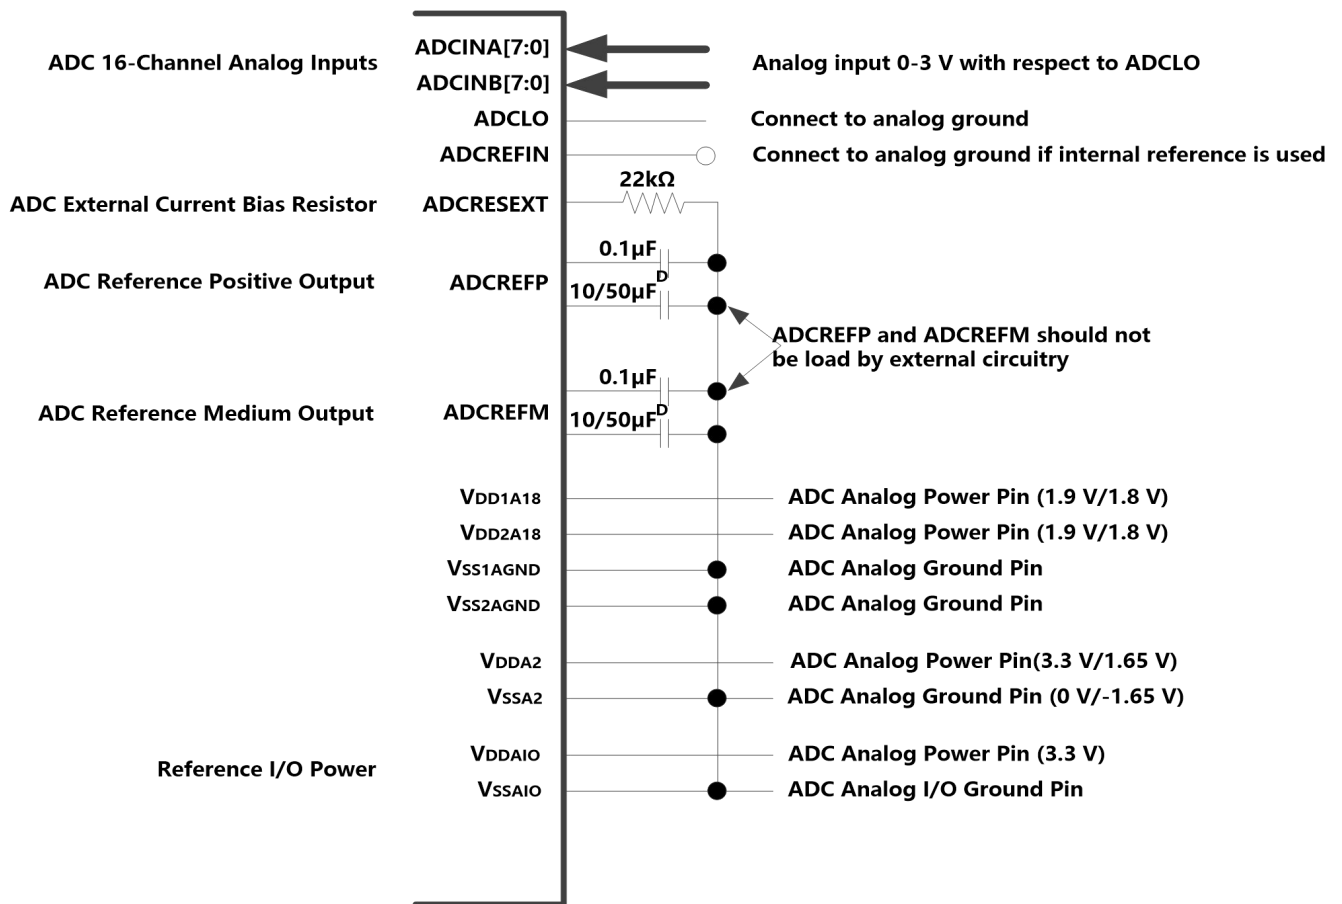 ADC 16-Channel Analog Inputs
ADCINA[7:0]
ADCINB[7:0]
Analog input 0-3 V with respect to ADCLO
ADCLO
Connect to analog ground
ADCREFIN
Connect to analog ground if internal reference is used
22kΩ
ADC External Current Bias Resistor
ADCRESEXT
0.1μF
ADC Reference Positive Output
ADCREFP
D
10/50μF
ADCREFP and ADCREFM should not
be load by external circuitry
0.1μF
ADC Reference Medium Output
ADCREFM
D
10/50μF
VDD1A18
ADC Analog Power Pin (1.9 V/1.8 V)
VDD2A18
ADC Analog Power Pin (1.9 V/1.8 V)
VSS1AGND
ADC Analog Ground Pin
VSS2AGND
ADC Analog Ground Pin
VDDA2
ADC Analog Power Pin(3.3 V/1.65 V)
VSSA2
ADC Analog Ground Pin (0 V/-1.65 V)
Reference I/O Power
VDDAIO
ADC Analog Power Pin (3.3 V)
VSSAIO
ADC Analog I/O Ground Pin